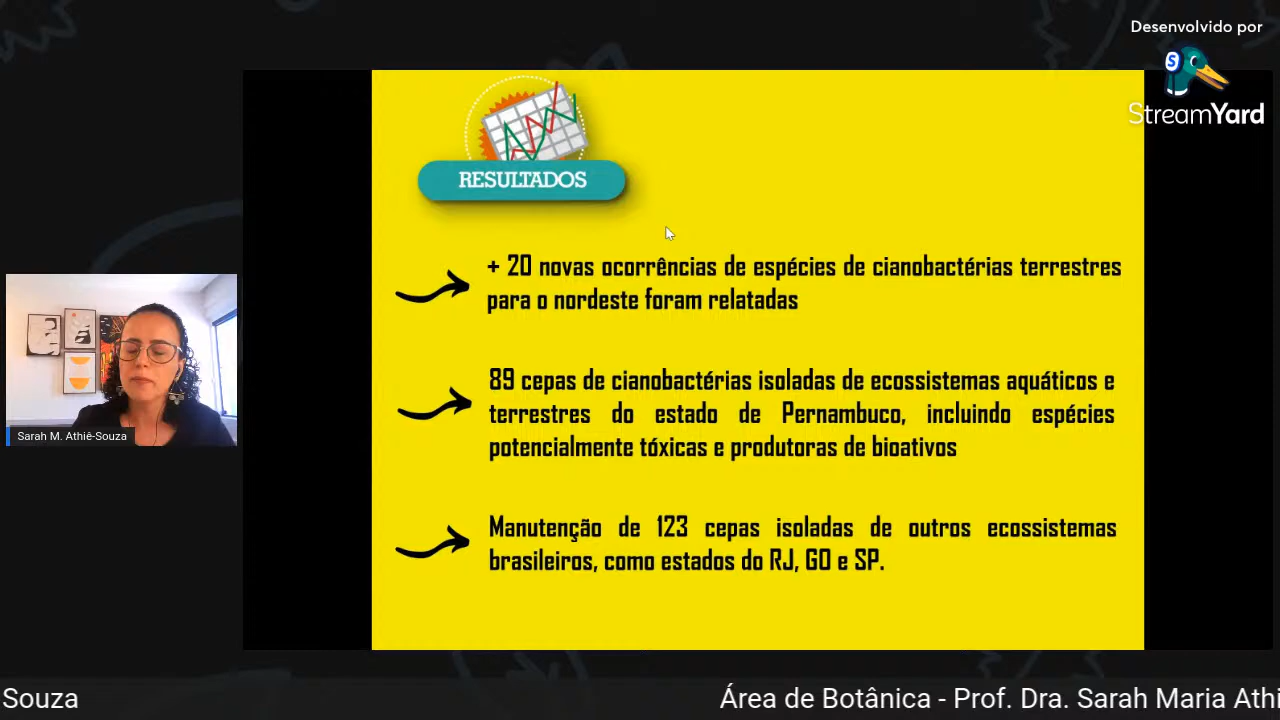 Desenvolvido por
S
StreamYard
RESULTADOS
+ 20 novas ocorrências de espécies de cianobactérias terrestres
para o nordeste foram relatadas
89 cepas de cianobactérias isoladas de ecossistemas aquáticos e
terrestres do estado de Pernambuco, incluindo espécies
potencialmente tóxicas e produtoras de bioativos
Manutenção de 123 cepas isoladas de outros ecossistemas
brasileiros, como estados do RJ, GO e SP.
Sarah M. Athiê-Souza
Souza
Área de Botânica - Prof. Dra. Sarah Maria Athi